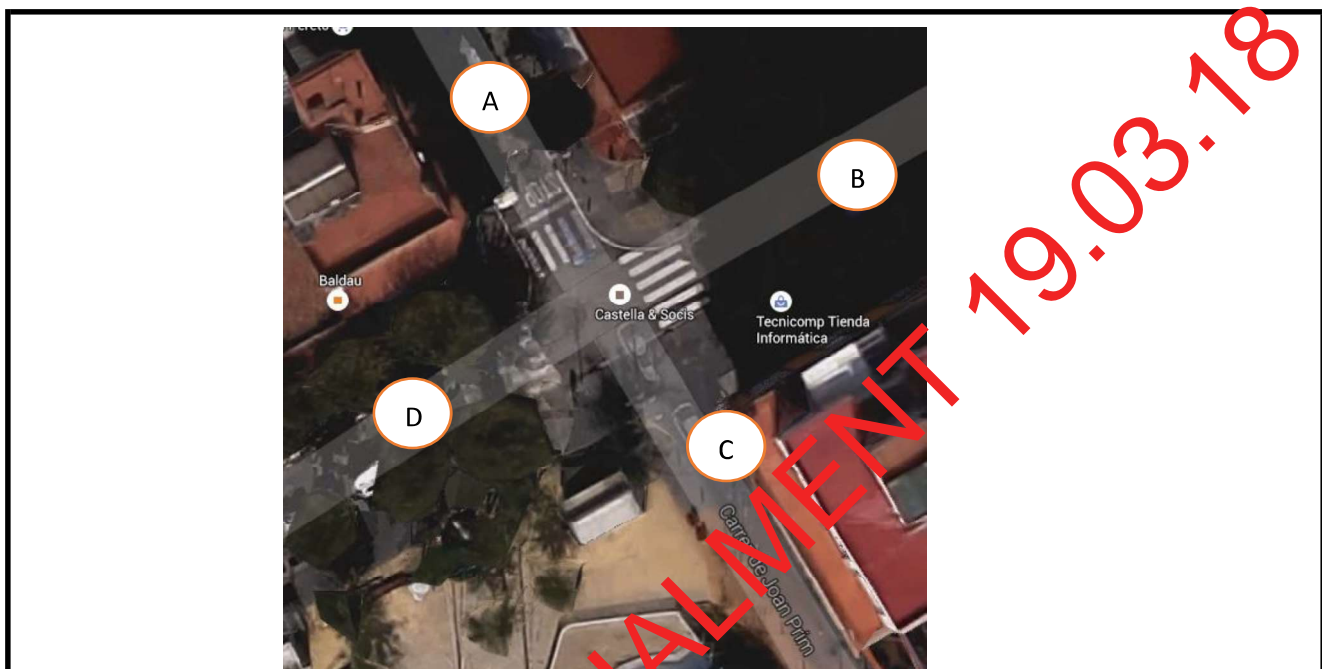 A
B
Baldau
Castella & Socis
Tecnicomp Tienda
Informática
D
C
Carrer de Joan Prim
ALMENT 19.03.18